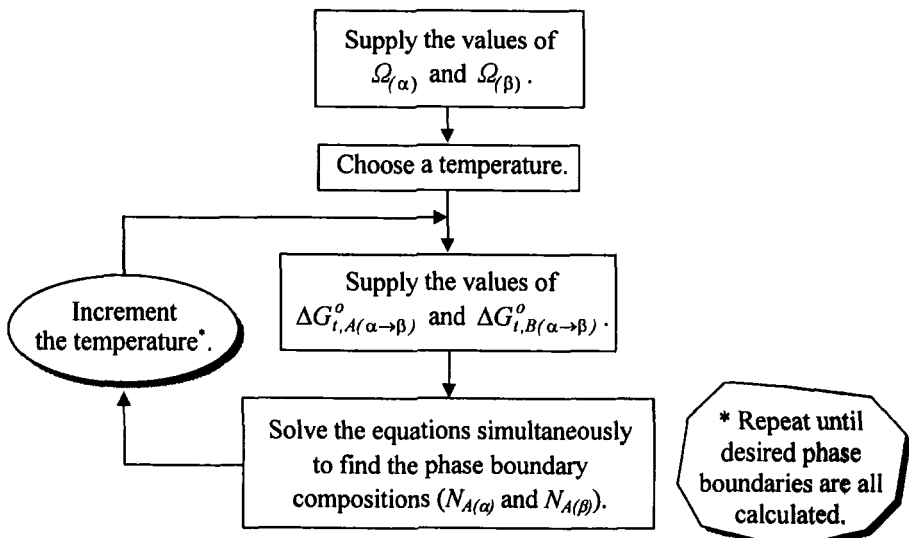 Supply the values of
Ω(α) and Ω(β).
Choose a temperature.
Supply the values of
ΔG°t,A(α→β) and ΔG°t,B(α→β).
Increment
the temperature*.
Solve the equations simultaneously
to find the phase boundary
compositions (NA(α) and NA(β)).
* Repeat until
desired phase
boundaries are all
calculated.